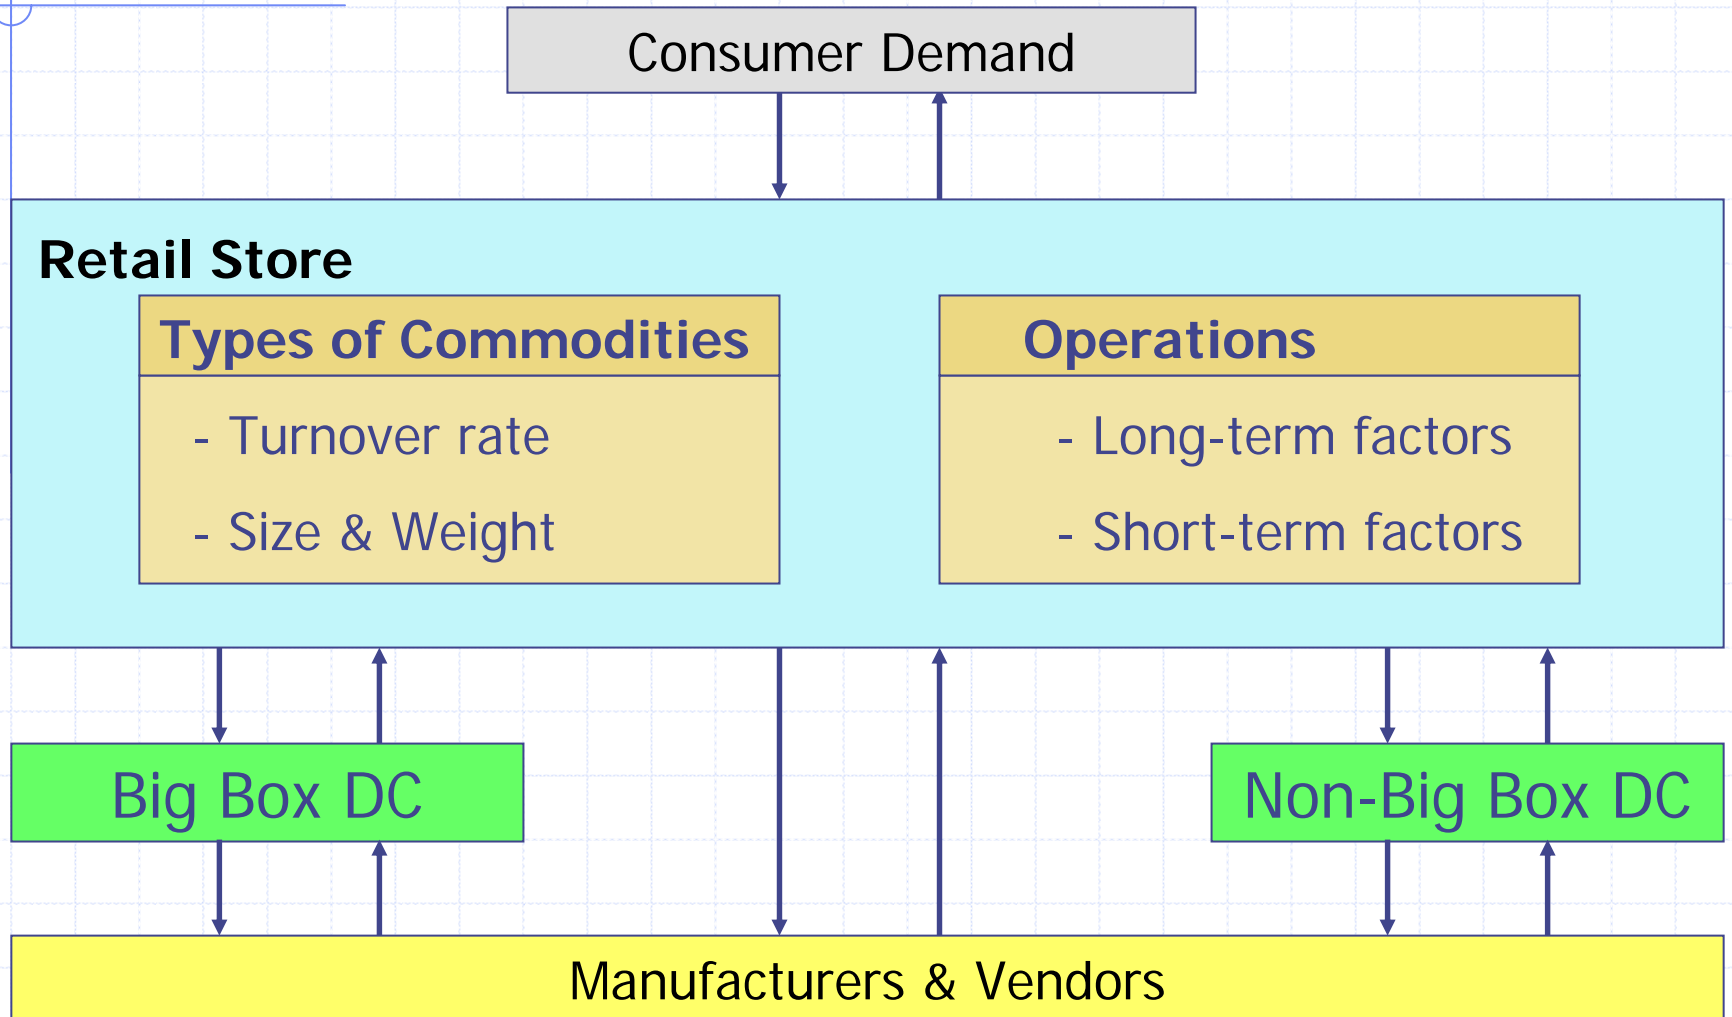 Consumer Demand
Retail Store
Types of Commodities
- Turnover rate
- Size & Weight
Operations
- Long-term factors
- Short-term factors
Big Box DC
Non-Big Box DC
Manufacturers & Vendors